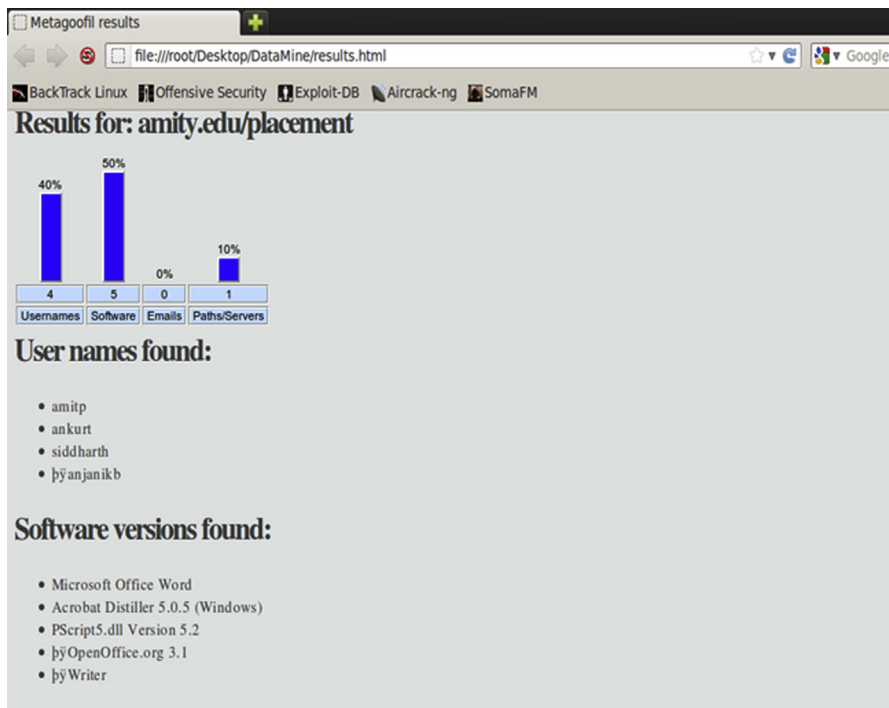 Metagoofil results
file:///root/Desktop/DataMine/results.html
Google
BackTrack Linux Offensive Security Exploit-DB Aircrack-ng SomaFM
Results for: amity.edu/placement
40% 50% 0% 10%
4 5 0 1
Usernames Software Emails Paths/Servers
User names found:
• amitp
• ankurt
• siddharth
• þÿanjanikb
Software versions found:
• Microsoft Office Word
• Acrobat Distiller 5.0.5 (Windows)
• PScript5.dll Version 5.2
• þÿOpenOffice.org 3.1
• þÿWriter